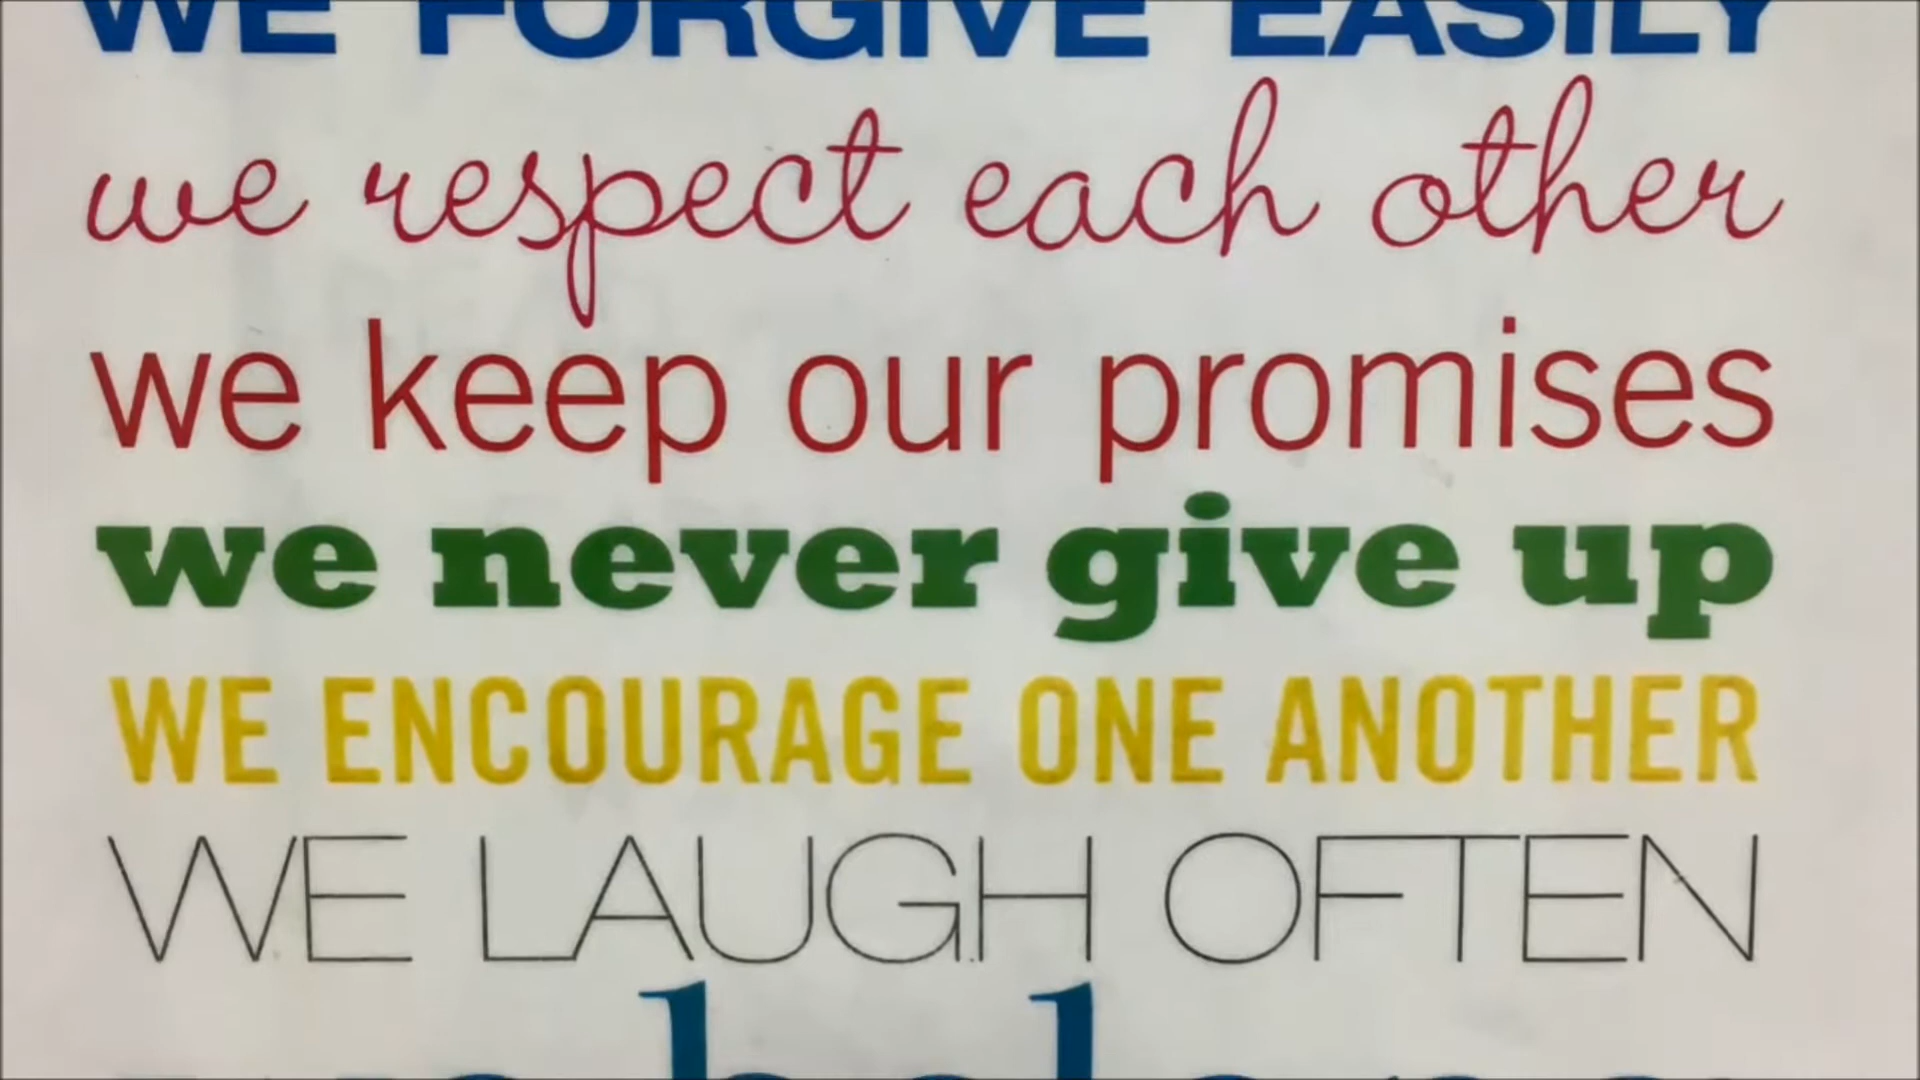 WE FORGIVE EASILY
we respect each other
we keep our promises
we never give up
WE ENCOURAGE ONE ANOTHER
WE LAUGH OFTEN